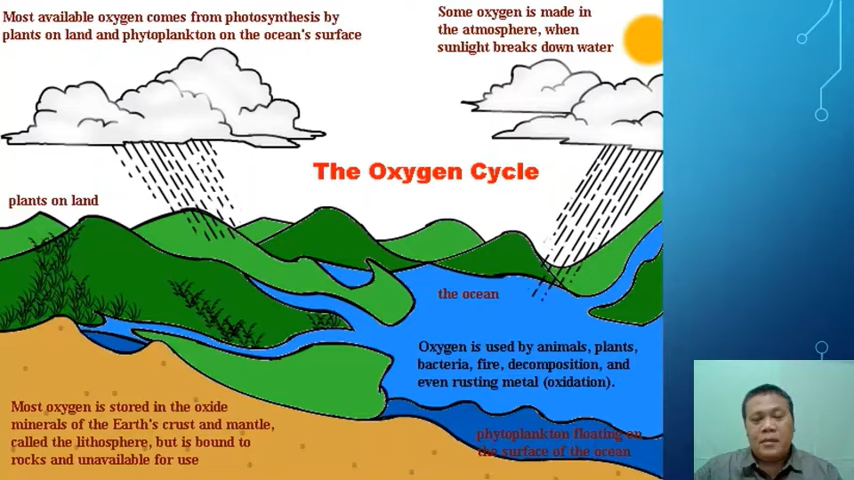 Most available oxygen comes from photosynthesis by
plants on land and phytoplankton on the ocean's surface
Some oxygen is made in
the atmosphere, when
sunlight breaks down water
The Oxygen Cycle
plants on land
the ocean
Oxygen is used by animals, plants,
bacteria, fire, decomposition, and
even rusting metal (oxidation).
Most oxygen is stored in the oxide
minerals of the Earth's crust and mantle,
called the lithosphere, but is bound to
rocks and unavailable for use
phytoplankton floating on
the surface of the ocean